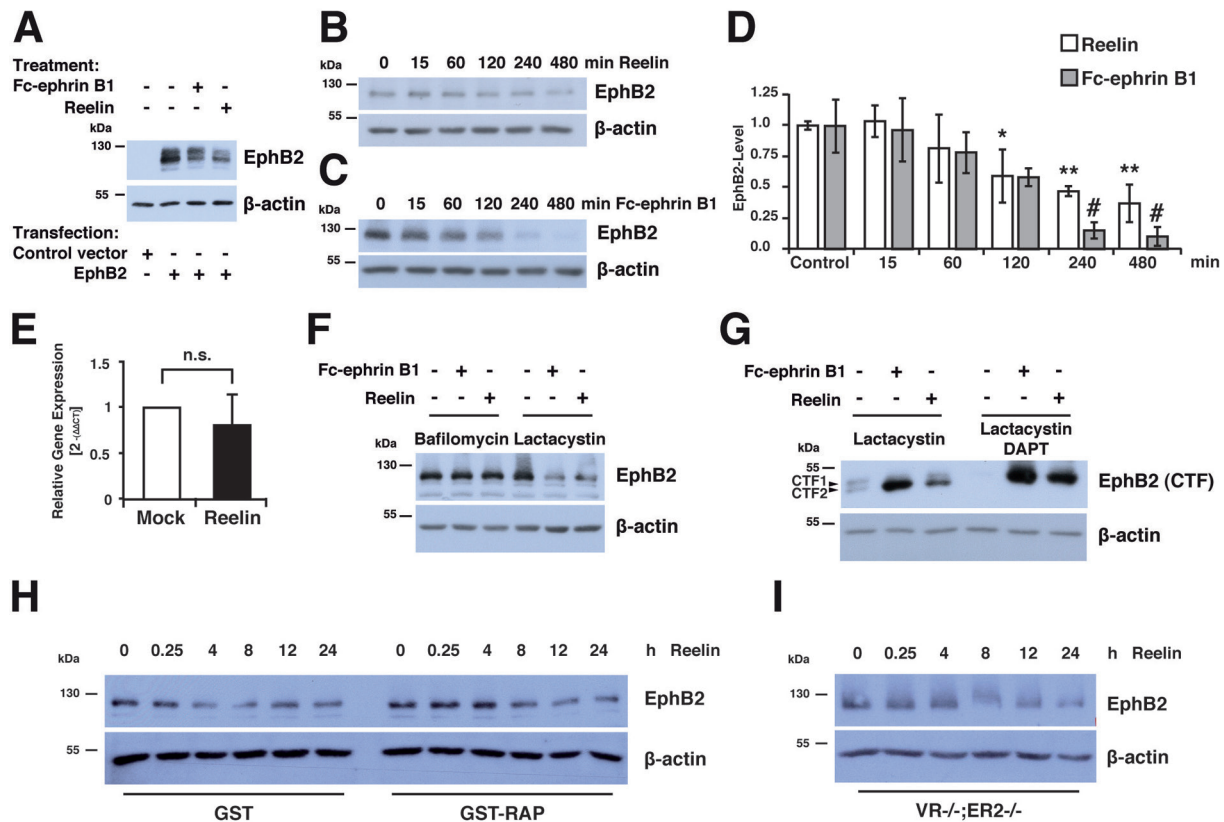 A
Treatment:
Fc-ephrin B1 - - + -
Reelin - - - +
kDa
130
EphB2
55
β-actin
Transfection:
Control vector + - - -
EphB2 - + + +
B
kDa
0 15 60 120 240 480 min Reelin
130
EphB2
55
β-actin
C
0 15 60 120 240 480 min Fc-ephrin B1
kDa
130
EphB2
55
β-actin
D
Reelin
Fc-ephrin B1
EphB2-Level
1.25
1.0
0.75
0.5
0.25
0.0
* ** # ** #
Control 15 60 120 240 480 min
E
Relative Gene Expression
[2 -(ΔΔCT)]
n.s.
1.5
1
0.5
0
Mock Reelin
F
Fc-ephrin B1 - + - - + -
Reelin - - + - - +
Bafilomycin Lactacystin
kDa
130
EphB2
55
β-actin
G
Fc-ephrin B1 - + - - + -
Reelin - - + - - +
Lactacystin
Lactacystin
DAPT
kDa
55
CTF1
CTF2
EphB2 (CTF)
55
β-actin
H
0 0.25 4 8 12 24 0 0.25 4 8 12 24 h Reelin
kDa
130
EphB2
55
β-actin
GST GST-RAP
I
0 0.25 4 8 12 24 h Reelin
kDa
130
EphB2
55
β-actin
VR-/-;ER2-/-